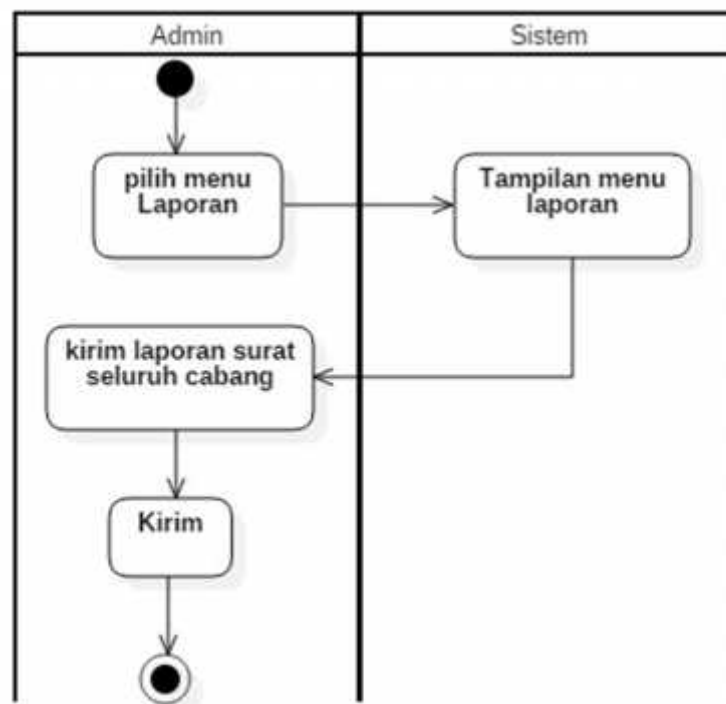 Admin
Sistem
pilih menu
Laporan
Tampilan menu
laporan
kirim laporan surat
seluruh cabang
Kirim